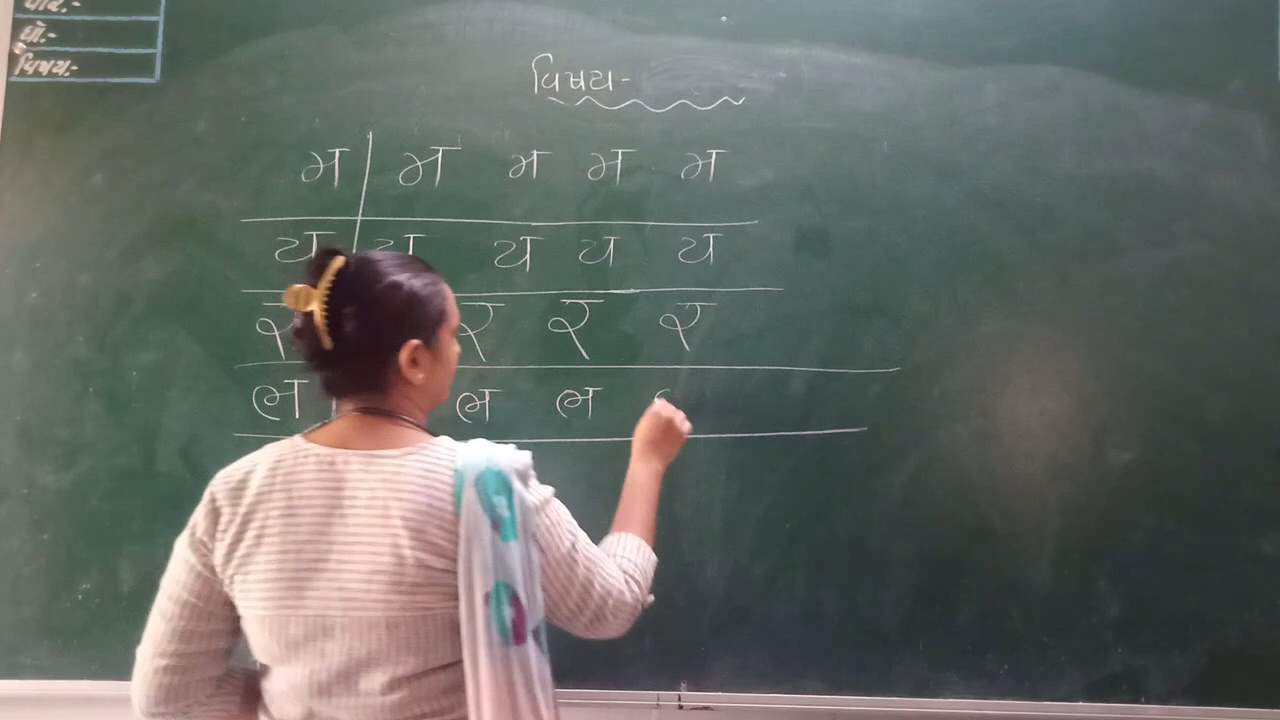 વાર:-
ધો:-
વિષય:-
વિષય-
भ भ भ भ भ
य य य य य
र र र र
ल ल ल